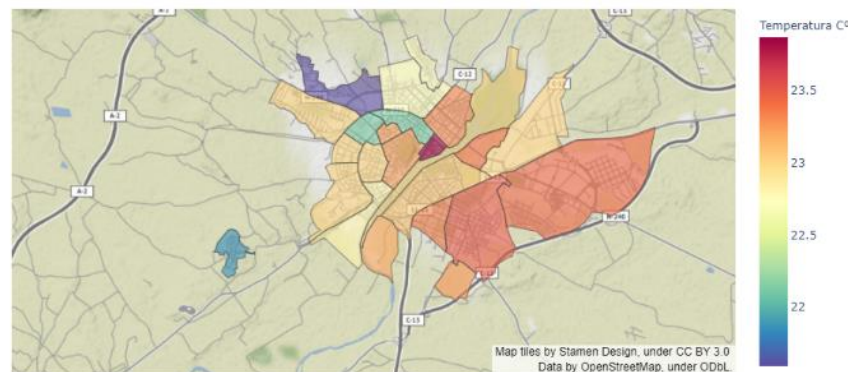 Temperatura Cº
23.5
23
22.5
22
A-2
A-2
C-12
C-13
C-13
N-240
Map tiles by Stamen Design, under CC BY 3.0
Data by OpenStreetMap, under ODbL.